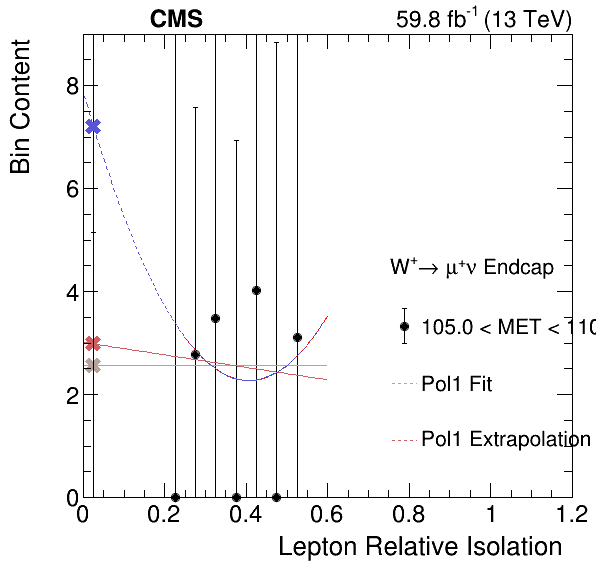 CMS
59.8 fb⁻¹ (13 TeV)
Bin Content
8
6
4
2
0
W⁺→ μ⁺ν Endcap
105.0 < MET < 110
Pol1 Fit
Pol1 Extrapolation
0 0.2 0.4 0.6 0.8 1 1.2
Lepton Relative Isolation